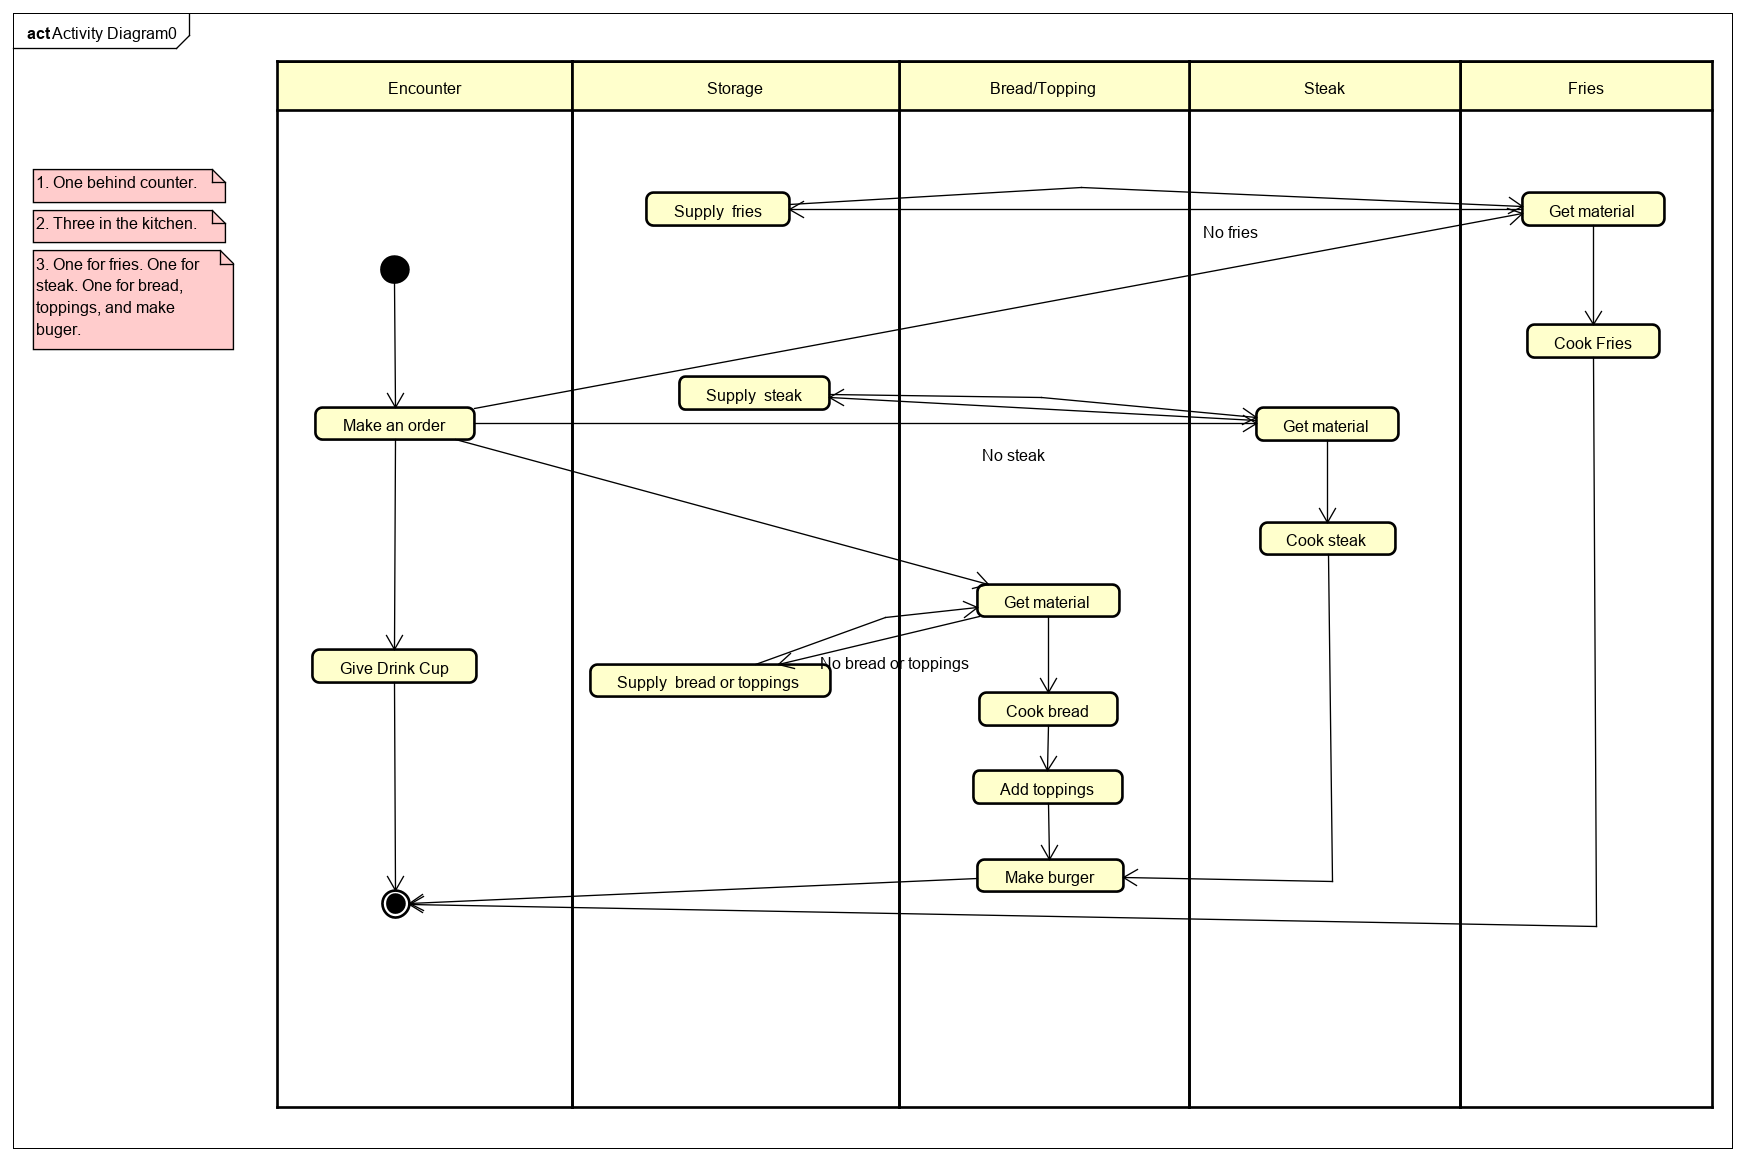 act Activity Diagram0
Encounter
Storage
Bread/Topping
Steak
Fries
1. One behind counter.
2. Three in the kitchen.
3. One for fries. One for
steak. One for bread,
toppings, and make
buger.
Supply  fries
Get material
No fries
Cook Fries
Supply  steak
Make an order
Get material
No steak
Cook steak
Get material
Give Drink Cup
No bread or toppings
Supply  bread or toppings
Cook bread
Add toppings
Make burger